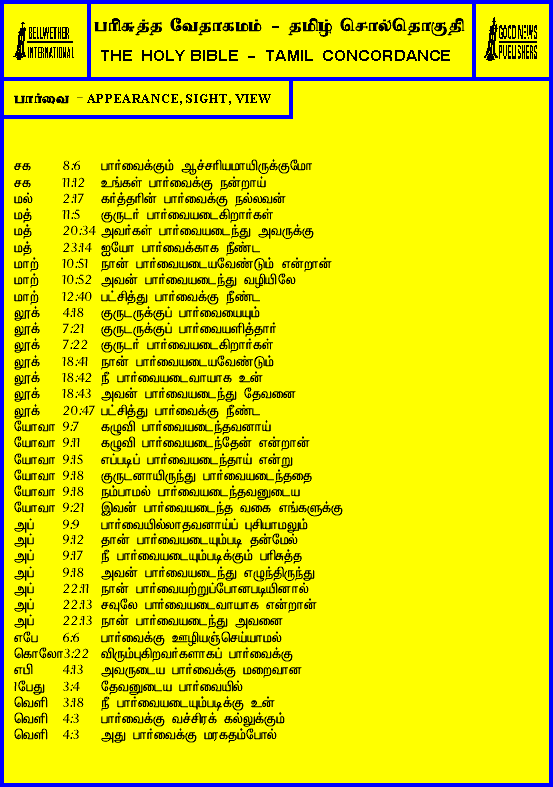 BELLWETHER
INTERNATIONAL
பரிசுத்த வேதாகமம் - தமிழ் சொல்தொகுதி
THE HOLY BIBLE - TAMIL CONCORDANCE
GOOD NEWS
PUBLISHERS
பார்வை - APPEARANCE, SIGHT, VIEW
சக 8:6 பார்வைக்கும் ஆச்சரியமாயிருக்குமோ
சக 11:12 உங்கள் பார்வைக்கு நன்றாய்
மல் 2:17 கர்த்தரின் பார்வைக்கு நல்லவன்
மத் 11:5 குருடர் பார்வையடைகிறார்கள்
மத் 20:34 அவர்கள் பார்வையடைந்து அவருக்கு
மத் 23:14 ஐயோ பார்வைக்காக நீண்ட
மாற் 10:51 நான் பார்வையடையவேண்டும் என்றான்
மாற் 10:52 அவன் பார்வையடைந்து வழியிலே
மாற் 12:40 பட்சித்து பார்வைக்கு நீண்ட
லூக் 4:18 குருடருக்குப் பார்வையையும்
லூக் 7:21 குருடருக்குப் பார்வையளித்தார்
லூக் 7:22 குருடர் பார்வையடைகிறார்கள்
லூக் 18:41 நான் பார்வையடையவேண்டும்
லூக் 18:42 நீ பார்வையடைவாயாக உன்
லூக் 18:43 அவன் பார்வையடைந்து தேவனை
லூக் 20:47 பட்சித்து பார்வைக்கு நீண்ட
யோவா 9:7 கழுவி பார்வையடைந்தவனாய்
யோவா 9:11 கழுவி பார்வையடைந்தேன் என்றான்
யோவா 9:15 எப்படிப் பார்வையடைந்தாய் என்று
யோவா 9:18 குருடனாயிருந்து பார்வையடைந்ததை
யோவா 9:18 நம்பாமல் பார்வையடைந்தவனுடைய
யோவா 9:21 இவன் பார்வையடைந்த வகை எங்களுக்கு
அப் 9:9 பார்வையில்லாதவனாய்ப் புசியாமலும்
அப் 9:12 தான் பார்வையடையும்படி தன்மேல்
அப் 9:17 நீ பார்வையடையும்படிக்கும் பரிசுத்த
அப் 9:18 அவன் பார்வையடைந்து எழுந்திருந்து
அப் 22:11 நான் பார்வையற்றுப்போனபடியினால்
அப் 22:13 சவுலே பார்வையடைவாயாக என்றான்
அப் 22:13 நான் பார்வையடைந்து அவனை
எபே 6:6 பார்வைக்கு ஊழியஞ்செய்யாமல்
கொலோ 3:22 விரும்புகிறவர்களாகப் பார்வைக்கு
எபி 4:13 அவருடைய பார்வைக்கு மறைவான
1பேது 3:4 தேவனுடைய பார்வையில்
வெளி 3:18 நீ பார்வையடையும்படிக்கு உன்
வெளி 4:3 பார்வைக்கு வச்சிரக் கல்லுக்கும்
வெளி 4:3 அது பார்வைக்கு மரகதம்போல்